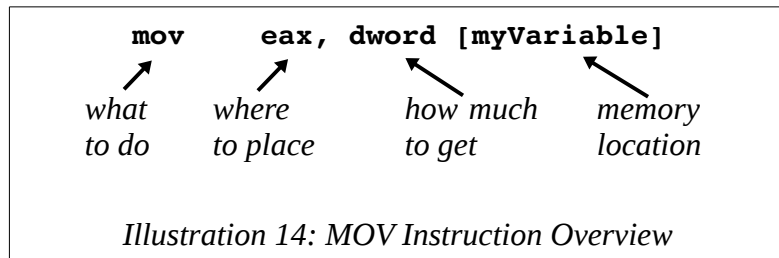 mov eax, dword [myVariable]
what where how much memory
to do to place to get location
Illustration 14: MOV Instruction Overview